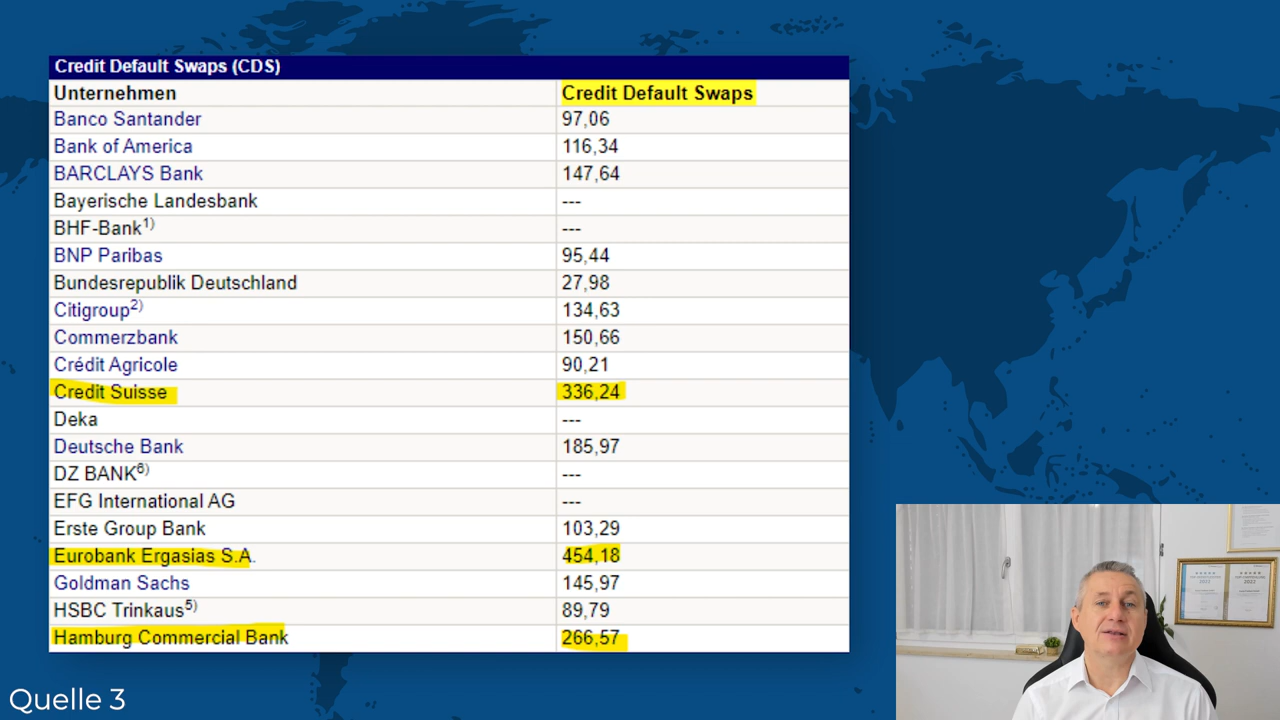 Credit Default Swaps (CDS)
Unternehmen Credit Default Swaps
Banco Santander 97,06
Bank of America 116,34
BARCLAYS Bank 147,64
Bayerische Landesbank ---
BHF-Bank1) ---
BNP Paribas 95,44
Bundesrepublik Deutschland 27,98
Citigroup2) 134,63
Commerzbank 150,66
Crédit Agricole 90,21
Credit Suisse 336,24
Deka ---
Deutsche Bank 185,97
DZ BANK6) ---
EFG International AG ---
Erste Group Bank 103,29
Eurobank Ergasias S.A. 454,18
Goldman Sachs 145,97
HSBC Trinkaus5) 89,79
Hamburg Commercial Bank 266,57
Quelle 3